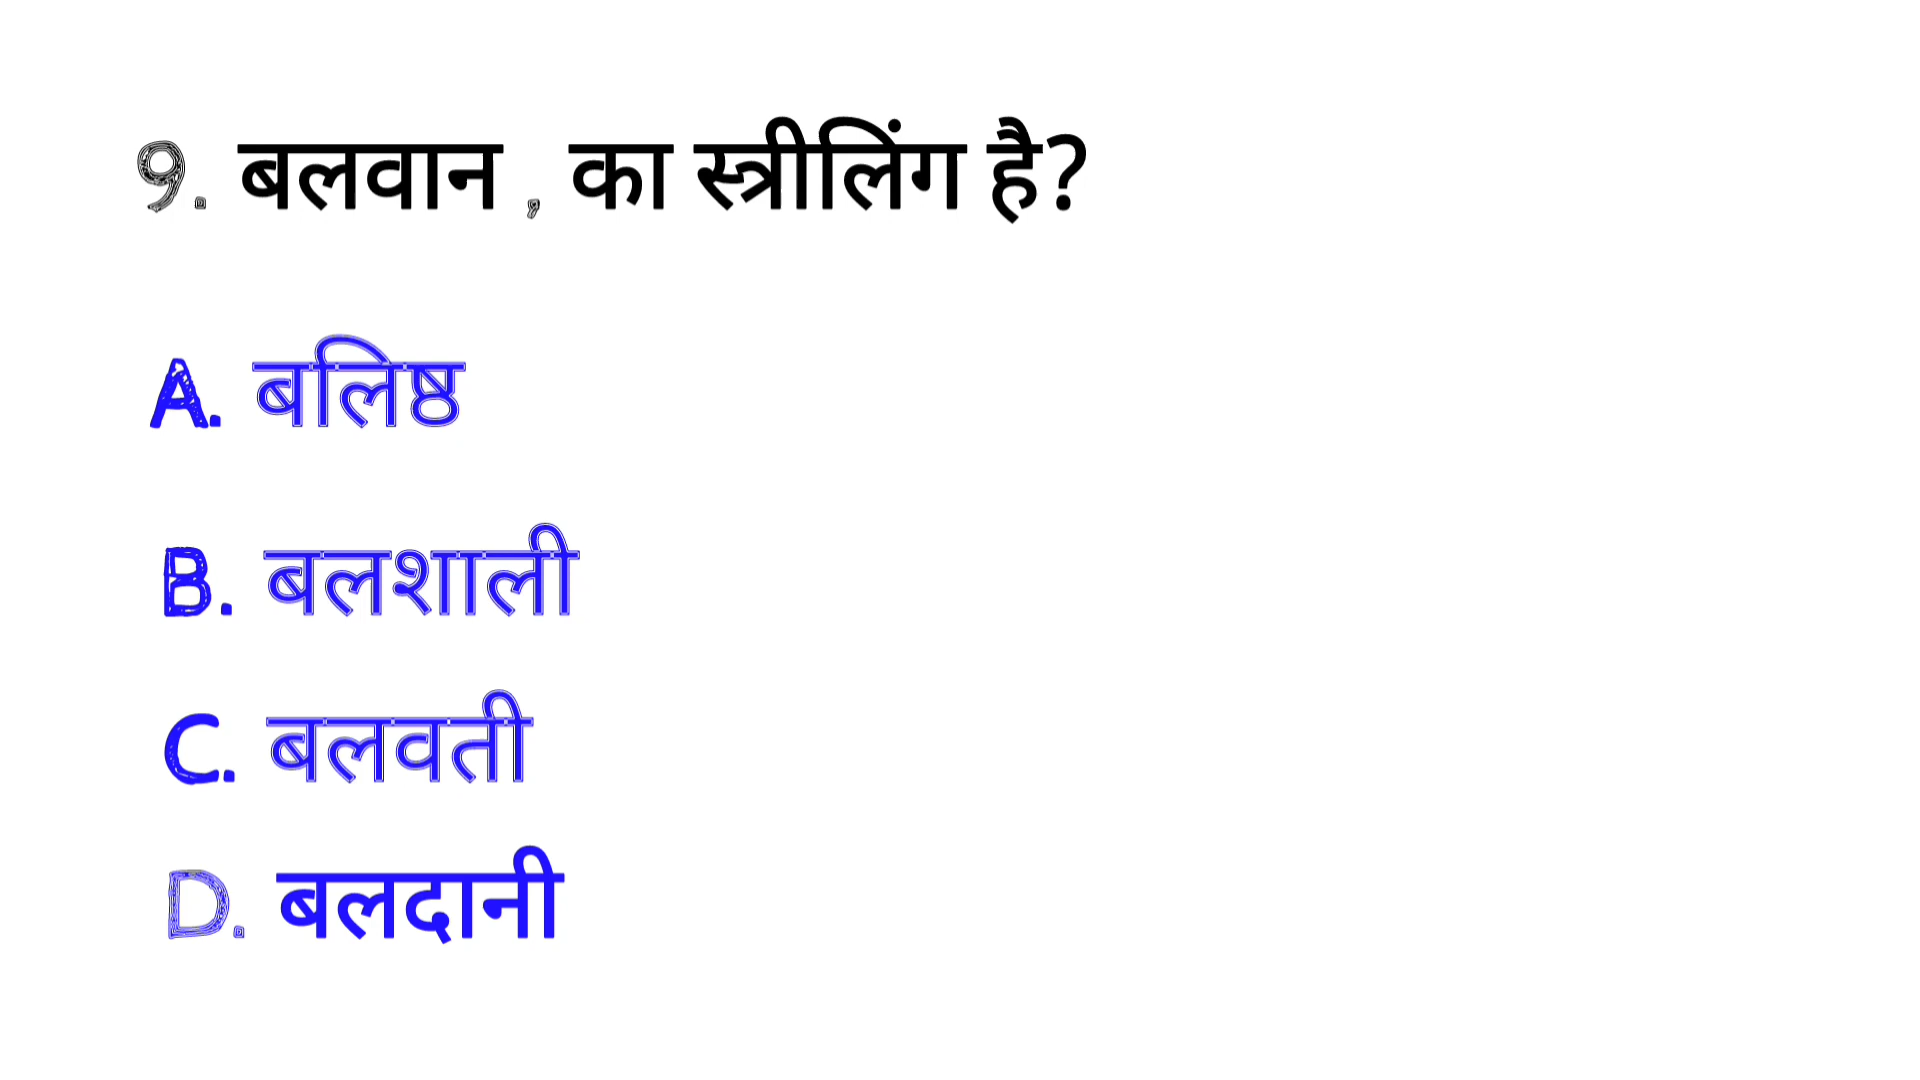 9. बलवान , का स्त्रीलिंग है?
A. बलिष्ठ
B. बलशाली
C. बलवती
D. बलदानी